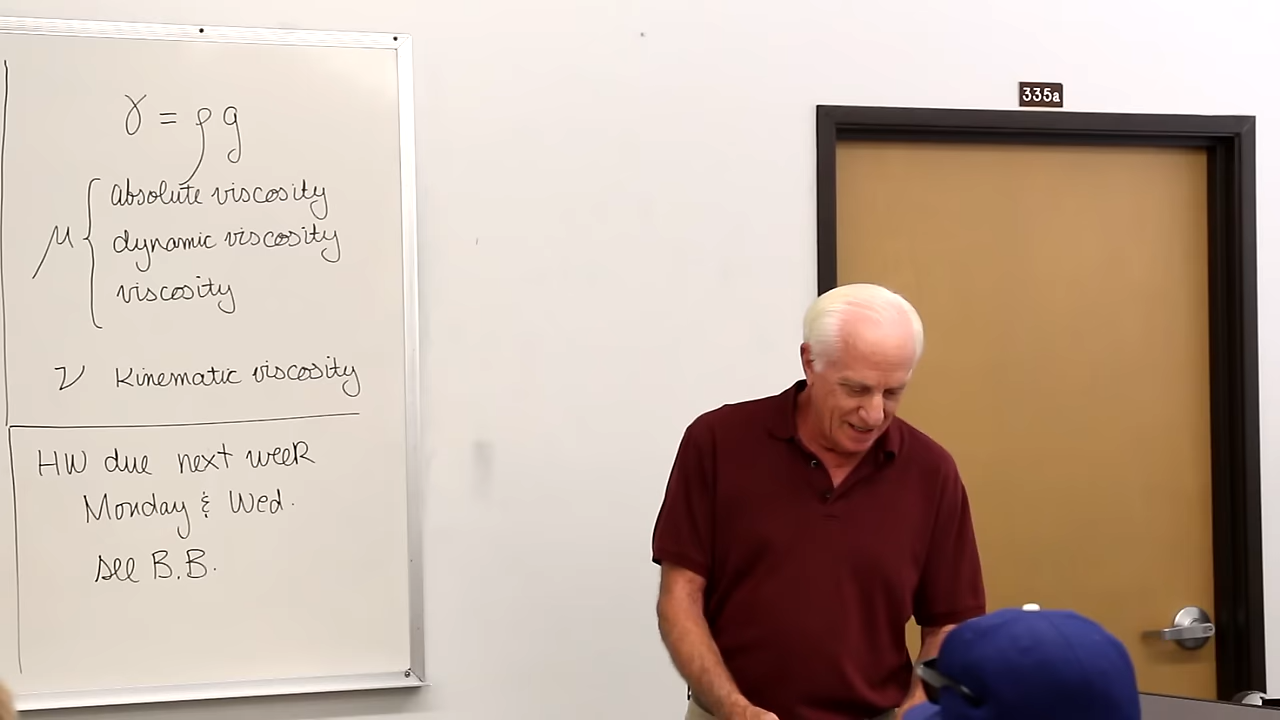 γ = ρg
μ { absolute viscosity
dynamic viscosity
viscosity
ν Kinematic viscosity
HW due next week
Monday & Wed.
see B.B.
335a